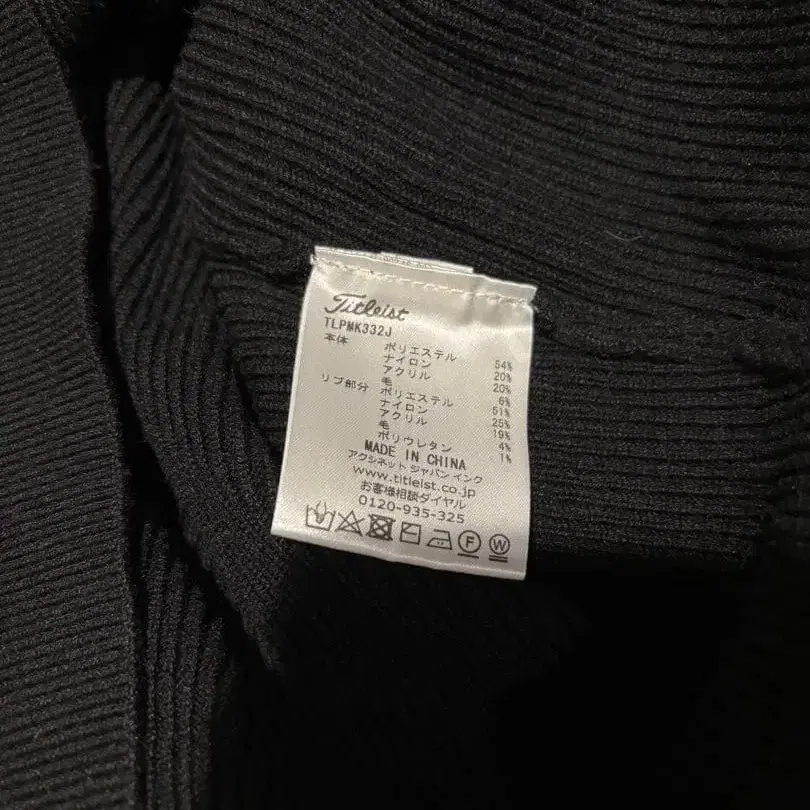 Titleist
TLPMK332J
本体 ポリエステル 54%
ナイロン 20%
アクリル 20%
毛 6%
リブ部分 ポリエステル 51%
ナイロン 25%
アクリル 19%
毛 4%
ポリウレタン 1%
MADE IN CHINA
アクシネット ジャパン インク
www.titleist.co.jp
お客様相談ダイヤル
0120-935-325
F W